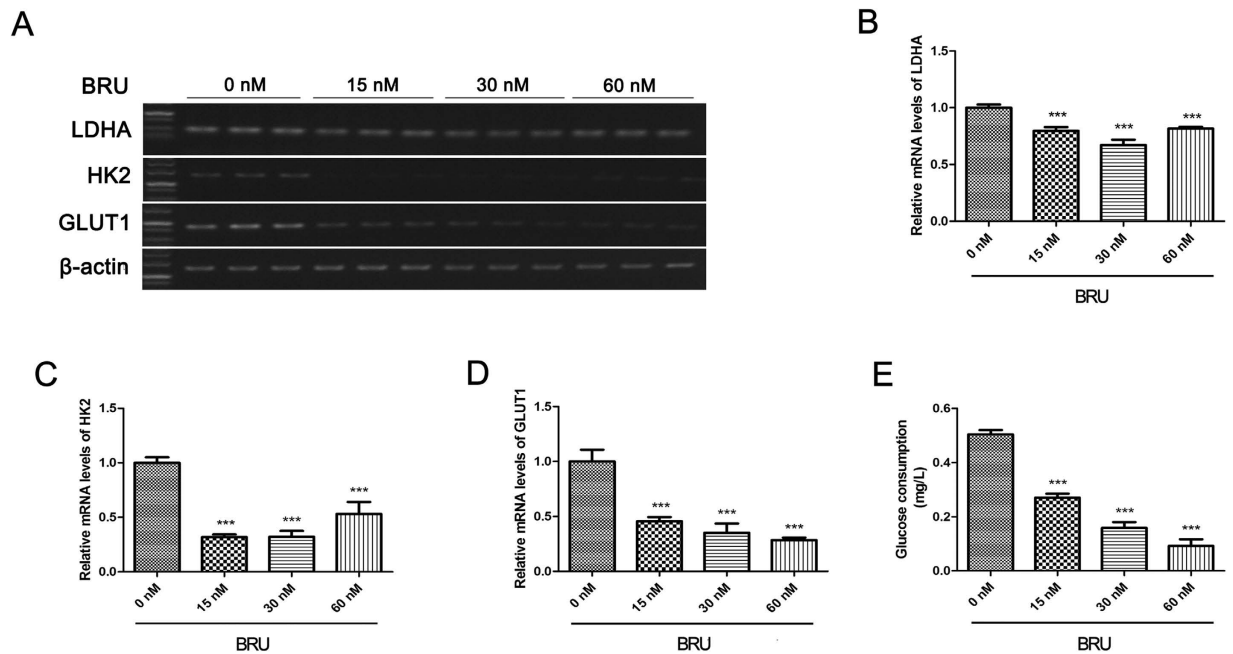 A
BRU 0 nM 15 nM 30 nM 60 nM
LDHA
HK2
GLUT1
β-actin
B
Relative mRNA levels of LDHA
1.5
1.0
0.5
0.0
***
***
***
0 nM
15 nM
30 nM
60 nM
BRU
C
Relative mRNA levels of HK2
1.5
1.0
0.5
0.0
***
***
***
0 nM
15 nM
30 nM
60 nM
BRU
D
Relative mRNA levels of GLUT1
1.5
1.0
0.5
0.0
***
***
***
0 nM
15 nM
30 nM
60 nM
BRU
E
Glucose consumption
(mg/L)
0.6
0.4
0.2
0.0
***
***
***
0 nM
15 nM
30 nM
60 nM
BRU